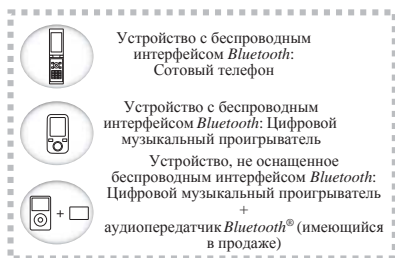 Устройство с беспроводным
интерфейсом Bluetooth:
Сотовый телефон
Устройство с беспроводным
интерфейсом Bluetooth: Цифровой
музыкальный проигрыватель
Устройство, не оснащенное
беспроводным интерфейсом Bluetooth:
Цифровой музыкальный проигрыватель
+
+
аудиопередатчик Bluetooth® (имеющийся
в продаже)